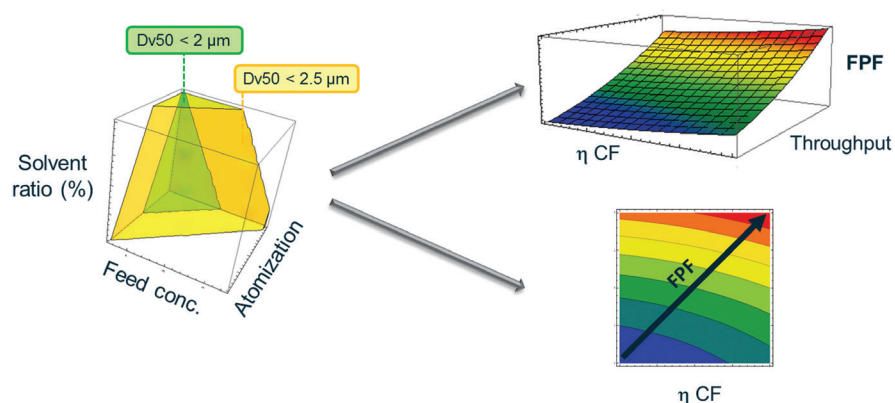 Dv50 < 2 µm
Dv50 < 2.5 µm
Solvent
ratio (%)
Feed conc.
Atomization
FPF
η CF
Throughput
FPF
η CF